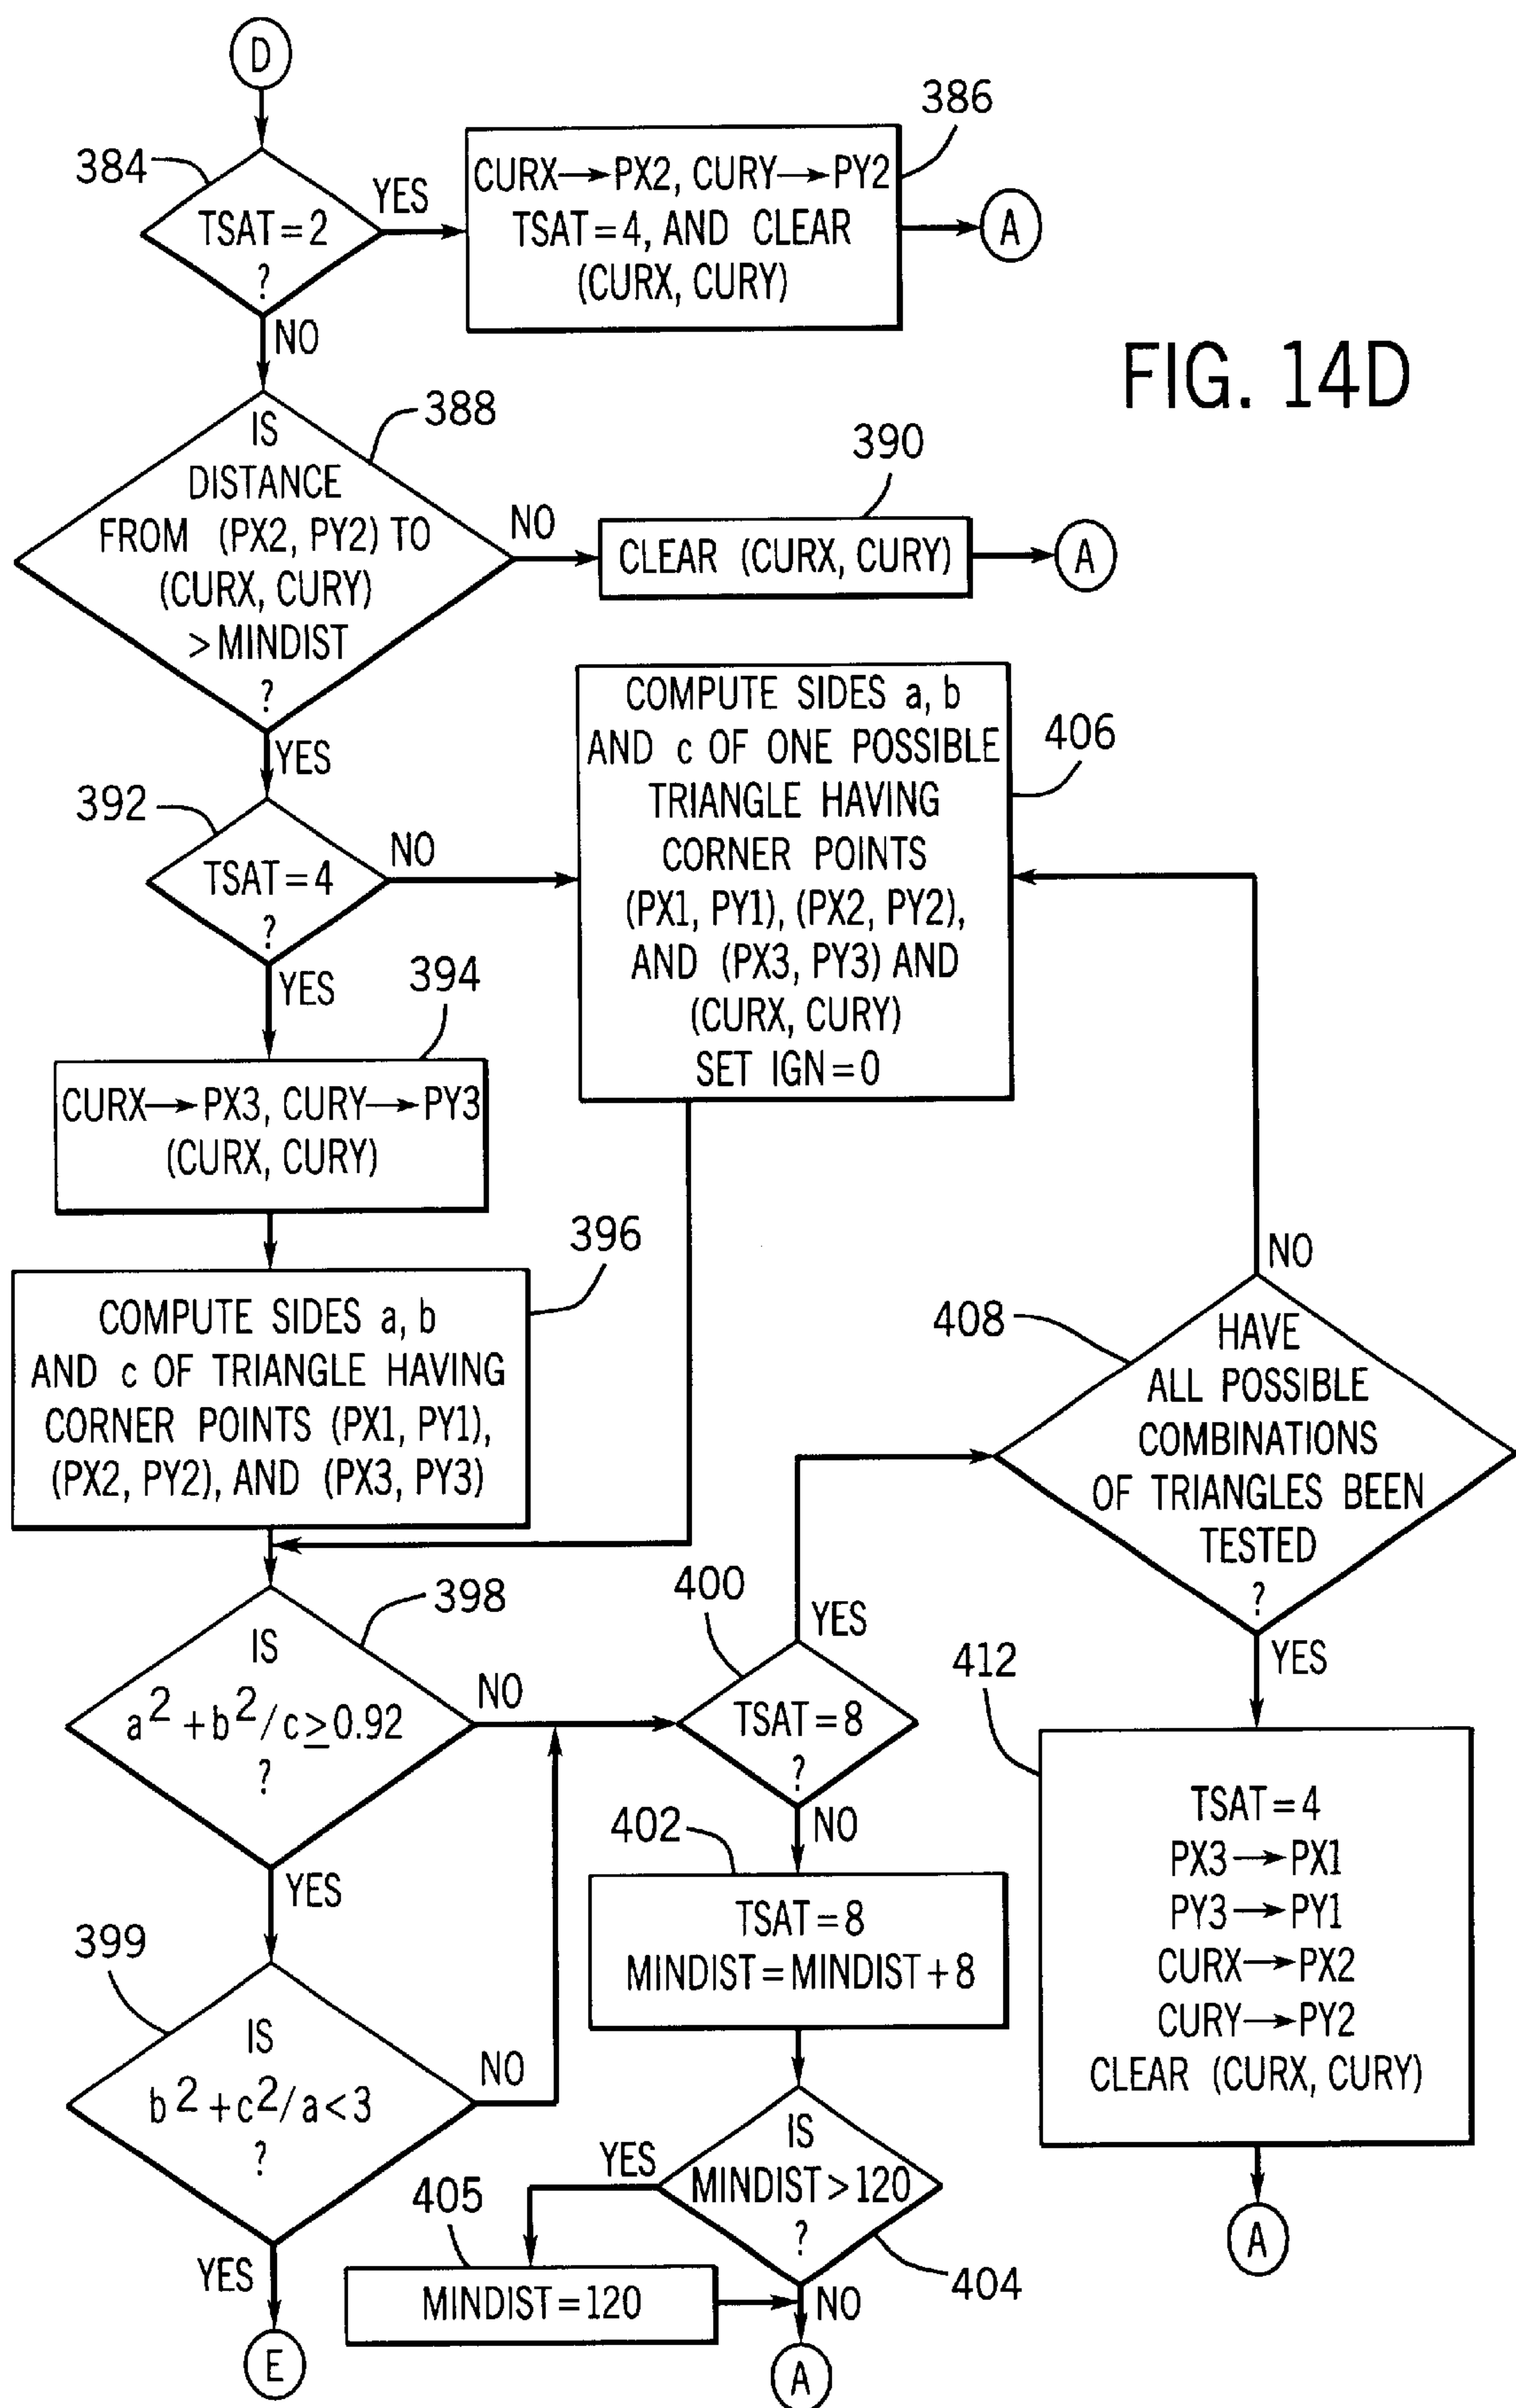 D
384
TSAT=2
?
YES
386
CURX→PX2, CURY→PY2
TSAT=4, AND CLEAR
(CURX, CURY)
A
NO
FIG. 14D
388
IS
DISTANCE
FROM (PX2, PY2) TO
(CURX, CURY)
>MINDIST
?
NO
390
CLEAR (CURX, CURY)
A
YES
392
TSAT=4
?
NO
406
COMPUTE SIDES a, b
AND c OF ONE POSSIBLE
TRIANGLE HAVING
CORNER POINTS
(PX1, PY1), (PX2, PY2),
AND (PX3, PY3) AND
(CURX, CURY)
SET IGN=0
YES
394
CURX→PX3, CURY→PY3
(CURX, CURY)
396
COMPUTE SIDES a, b
AND c OF TRIANGLE HAVING
CORNER POINTS (PX1, PY1),
(PX2, PY2), AND (PX3, PY3)
NO
408
HAVE
ALL POSSIBLE
COMBINATIONS
OF TRIANGLES BEEN
TESTED
?
YES
398
IS
a² +b²/c≥0.92
?
NO
400
YES
TSAT=8
?
NO
412
TSAT=4
PX3→PX1
PY3→PY1
CURX→PX2
CURY→PY2
CLEAR (CURX, CURY)
A
YES
399
IS
b² +c²/a<3
?
NO
402
TSAT=8
MINDIST=MINDIST+8
IS
MINDIST>120
?
YES
404
405
MINDIST=120
NO
A
YES
E